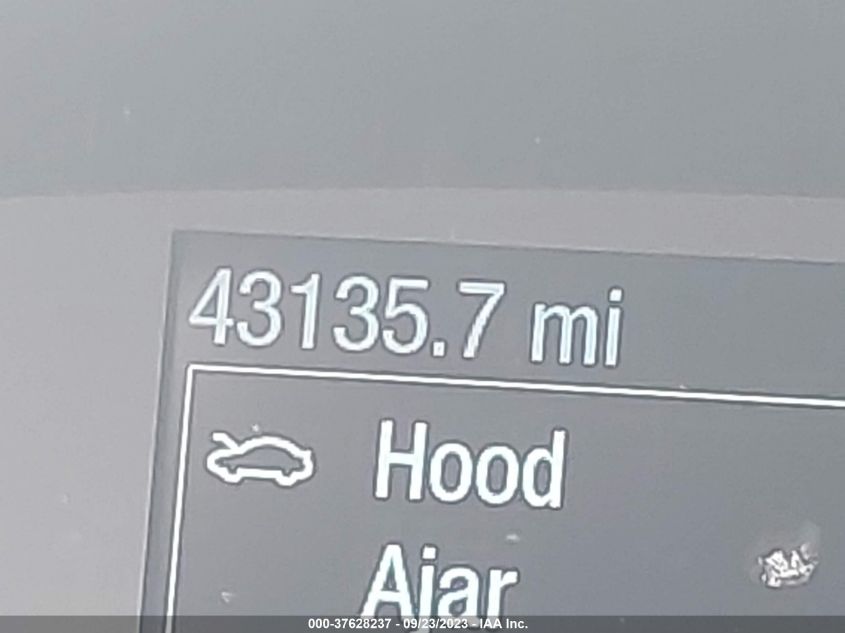 43135.7 mi
Hood
Ajar
000-37628237 - 09/23/2023 - IAA Inc.